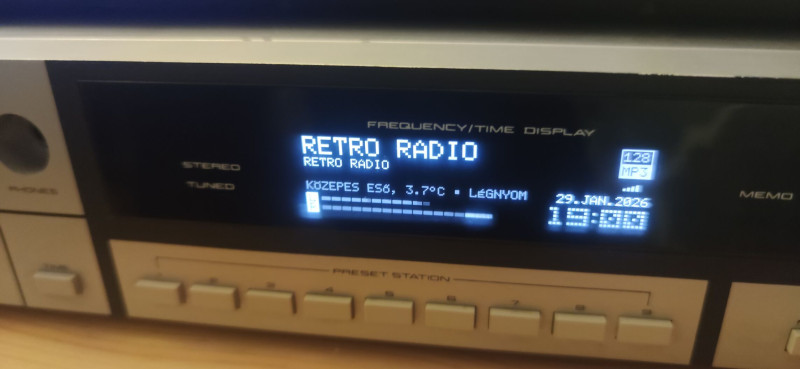 FREQUENCY/TIME DISPLAY
RETRO RADIO
RETRO RADIO
128
MP3
STEREO
TUNED
PHONES
KÖZEPES ESŐ, 3.7°C ▪ LÉGNYOM
29.JAN.2026
19:00
MEMO
PRESET STATION
2
3
4
5
6
7
8
9